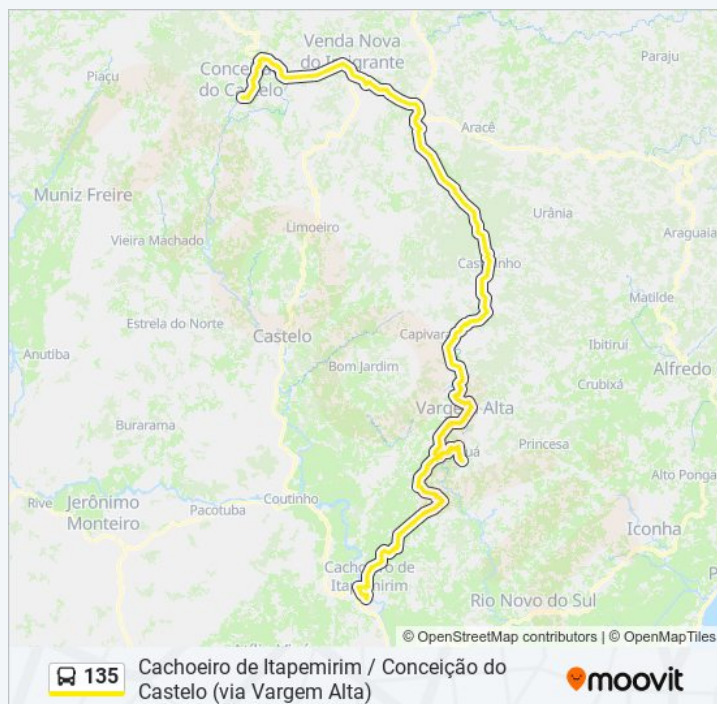 Venda Nova
do Imigrante
Paraju
Piaçu
Conceição
do Castelo
Aracê
Muniz Freire
Urânia
Limoeiro
Araguaia
Vieira Machado
Castelinho
Matilde
Estrela do Norte
Castelo
Capivara
Ibitiruí
Anutiba
Bom Jardim
Alfredo
Crubixá
Vargem Alta
Burarama
Princesa
Alto Ponga
Rive
Jerônimo
Monteiro
Pacotuba
Coutinho
Iconha
Cachoeiro de
Itapemirim
Rio Novo do Sul
© OpenStreetMap contributors | © OpenMapTiles
135
Cachoeiro de Itapemirim / Conceição do
Castelo (via Vargem Alta)
moovit